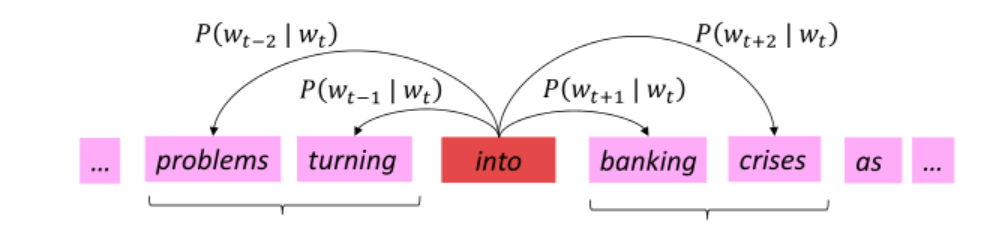 P(w_{t−2} | w_t) P(w_{t+2} | w_t)
P(w_{t−1} | w_t) P(w_{t+1} | w_t)
... problems turning into banking crises as ...